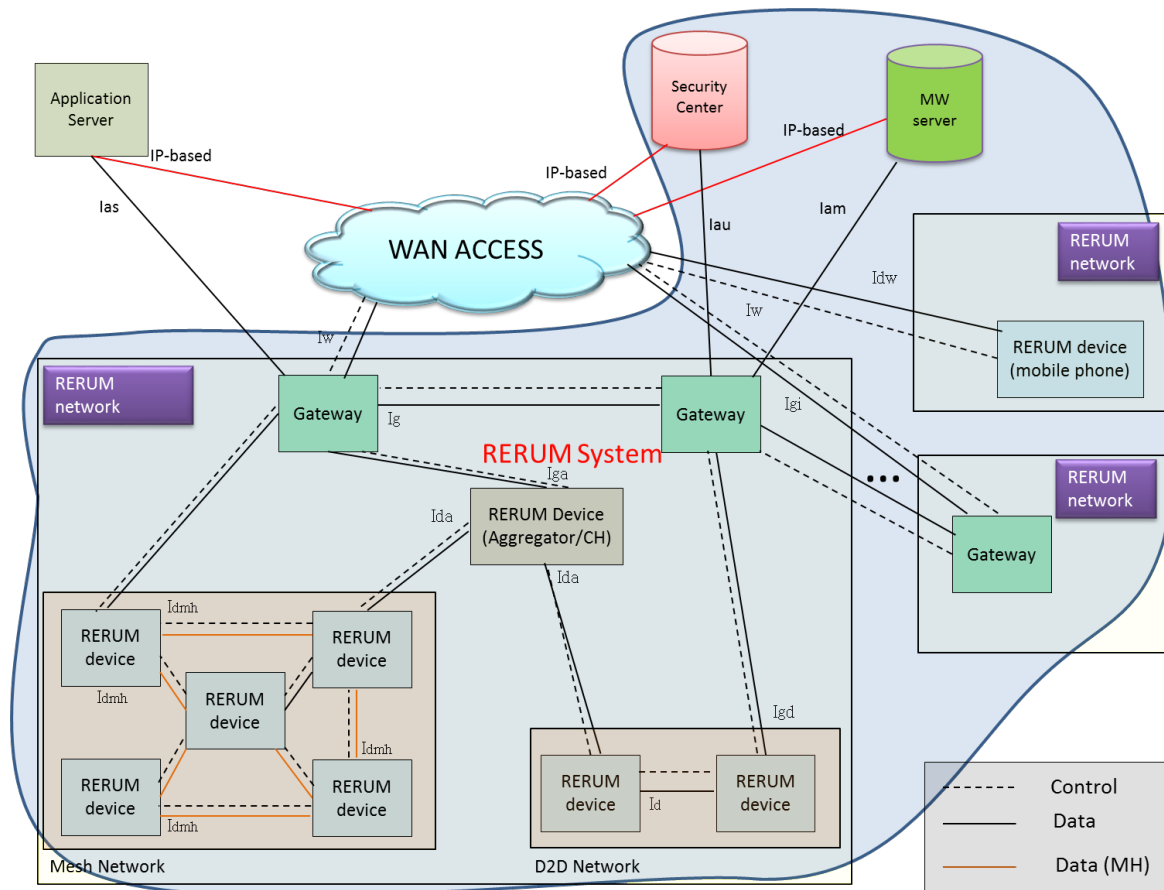 Application
Server
Security
Center
MW
server
IP-based
IP-based
IP-based
Ias
Iau
Iam
WAN ACCESS
RERUM
network
Idw
Iw
RERUM device
(mobile phone)
Iw
RERUM
network
Gateway
Ig
Gateway
Igi
RERUM System
Iga
...
RERUM
network
Gateway
RERUM Device
(Aggregator/CH)
Ida
Ida
Idmh
RERUM
device
RERUM
device
Idmh
RERUM
device
Idmh
RERUM
device
Idmh
RERUM
device
Igd
RERUM
device
Id
RERUM
device
Mesh Network
D2D Network
Control
Data
Data (MH)